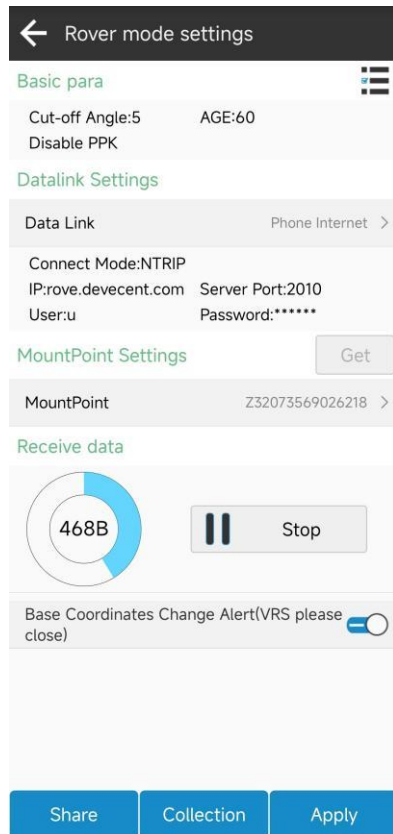 Rover mode settings
Basic para
Cut-off Angle:5 AGE:60
Disable PPK
Datalink Settings
Data Link Phone Internet >
Connect Mode:NTRIP
IP:rove.devecent.com Server Port:2010
User:u Password:******
MountPoint Settings Get
MountPoint Z32073569026218 >
Receive data
468B Stop
Base Coordinates Change Alert(VRS please
close)
Share Collection Apply